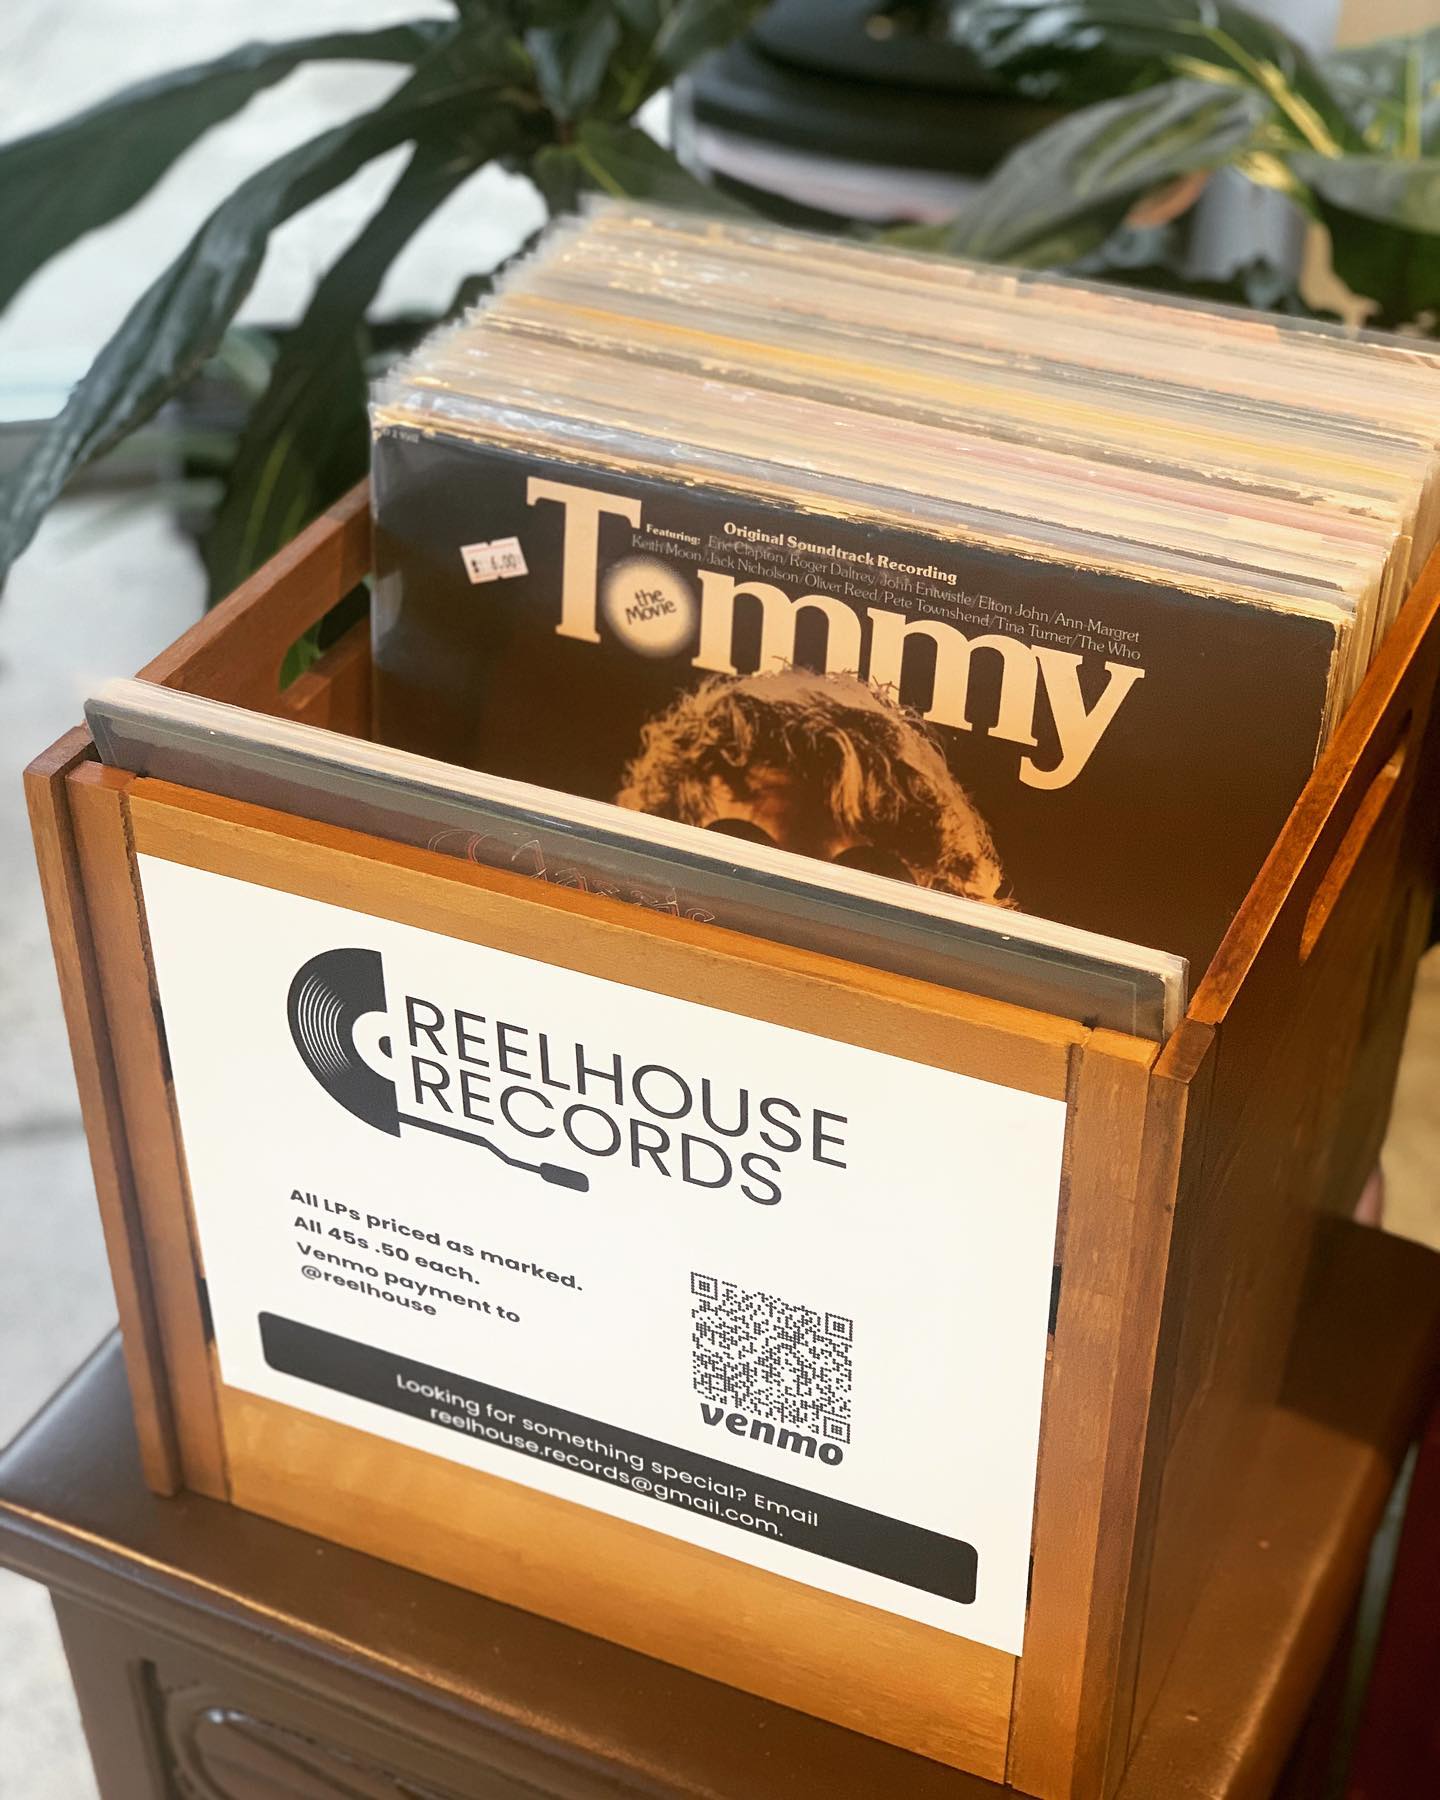 Tommy
the
Movie
Original Soundtrack Recording
Featuring: Eric Clapton/Roger Daltrey/John Entwistle/Elton John/Ann-Margret
Keith Moon/Jack Nicholson/Oliver Reed/Pete Townshend/Tina Turner/The Who
Classic
REELHOUSE
RECORDS
All LPs priced as marked.
All 45s .50 each.
Venmo payment to
@reelhouse
venmo
Looking for something special? Email
reelhouse.records@gmail.com.